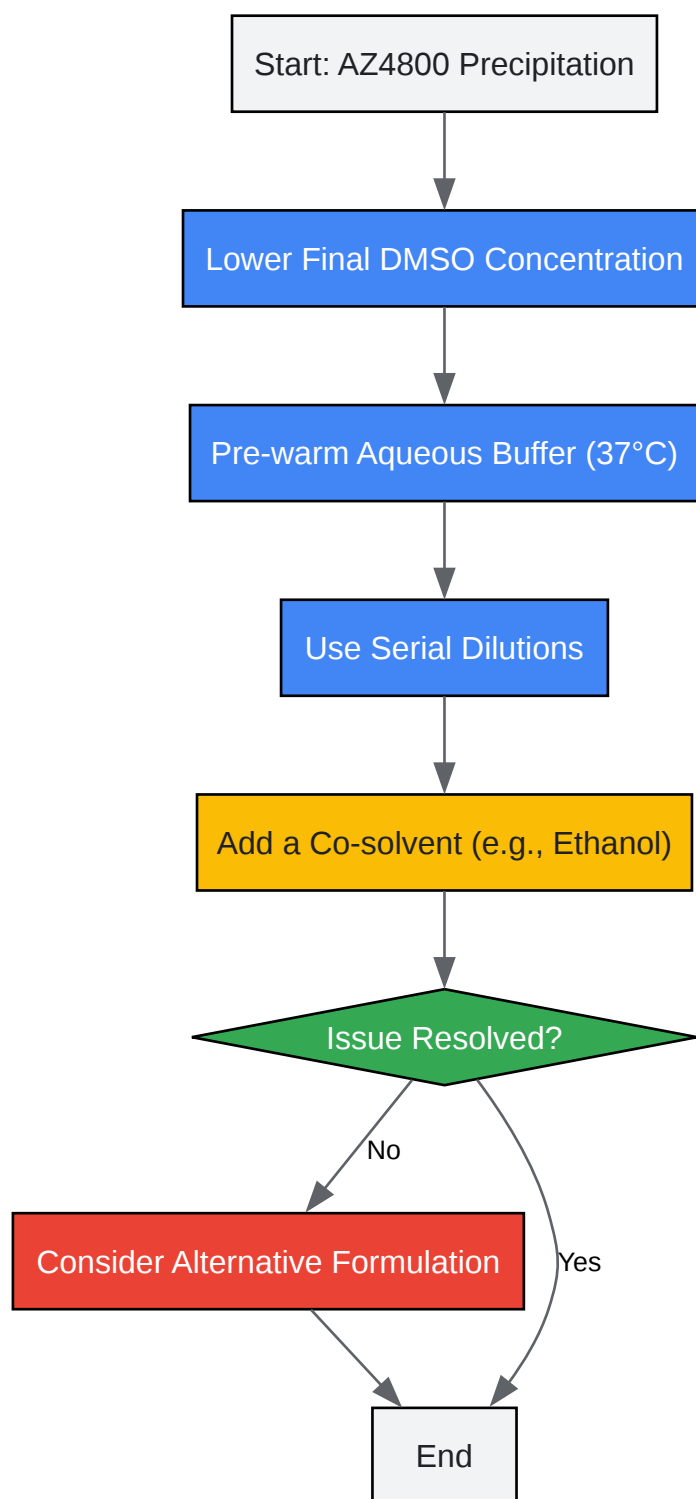 Start: AZ4800 Precipitation
Lower Final DMSO Concentration
Pre-warm Aqueous Buffer (37°C)
Use Serial Dilutions
Add a Co-solvent (e.g., Ethanol)
Issue Resolved?
No
Consider Alternative Formulation
Yes
End